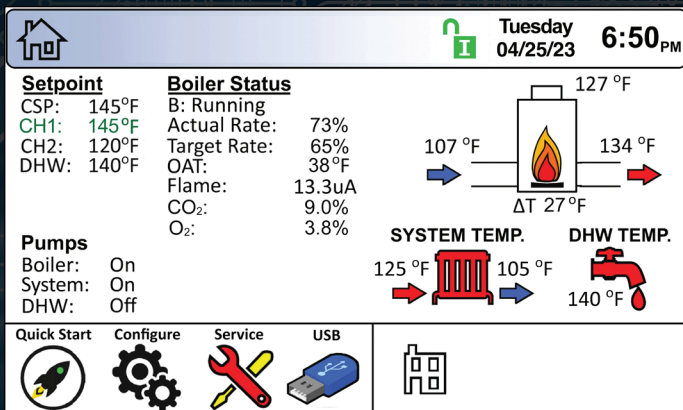 Tuesday
04/25/23
6:50PM
I
Setpoint
CSP: 145°F
CH1: 145°F
CH2: 120°F
DHW: 140°F
Boiler Status
B: Running
Actual Rate: 73%
Target Rate: 65%
OAT: 38°F
Flame: 13.3uA
CO₂: 9.0%
O₂: 3.8%
127 °F
107 °F
134 °F
ΔT 27°F
Pumps
Boiler: On
System: On
DHW: Off
SYSTEM TEMP.
125 °F
105 °F
DHW TEMP.
140 °F
Quick Start
Configure
Service
USB